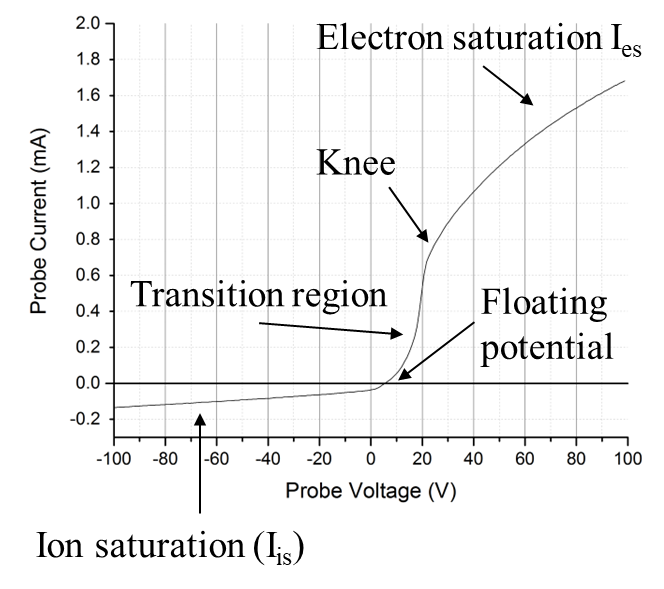 2.0
Electron saturation Ies
1.8
1.6
1.4
Knee
1.2
1.0
0.8
0.6
Transition region
Floating
potential
0.4
0.2
0.0
-0.2
Probe Current (mA)
-100 -80 -60 -40 -20 0 20 40 60 80 100
Probe Voltage (V)
Ion saturation (Iis)